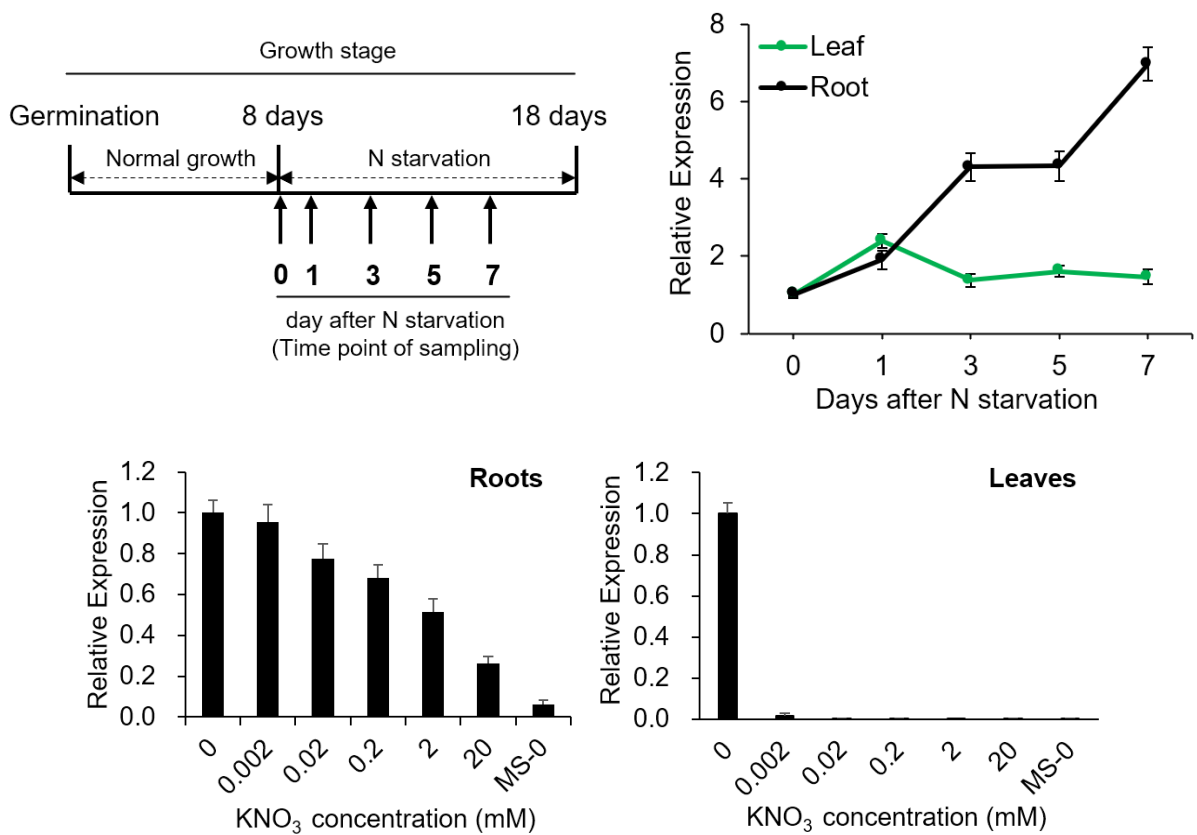 Growth stage
Germination 8 days 18 days
Normal growth N starvation
0 1 3 5 7
day after N starvation
(Time point of sampling)
Relative Expression
8
6
4
2
0
Leaf
Root
0 1 3 5 7
Days after N starvation
Relative Expression
1.2
1.0
0.8
0.6
0.4
0.2
0.0
Roots
0 0.002 0.02 0.2 2 20 MS-0
KNO₃ concentration (mM)
Relative Expression
1.2
1.0
0.8
0.6
0.4
0.2
0.0
Leaves
0 0.002 0.02 0.2 2 20 MS-0
KNO₃ concentration (mM)